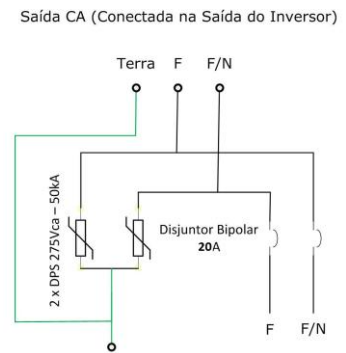 Saída CA (Conectada na Saída do Inversor)
Terra F F/N
2 x DPS 275Vca – 50kA
Disjuntor Bipolar
20A
F F/N